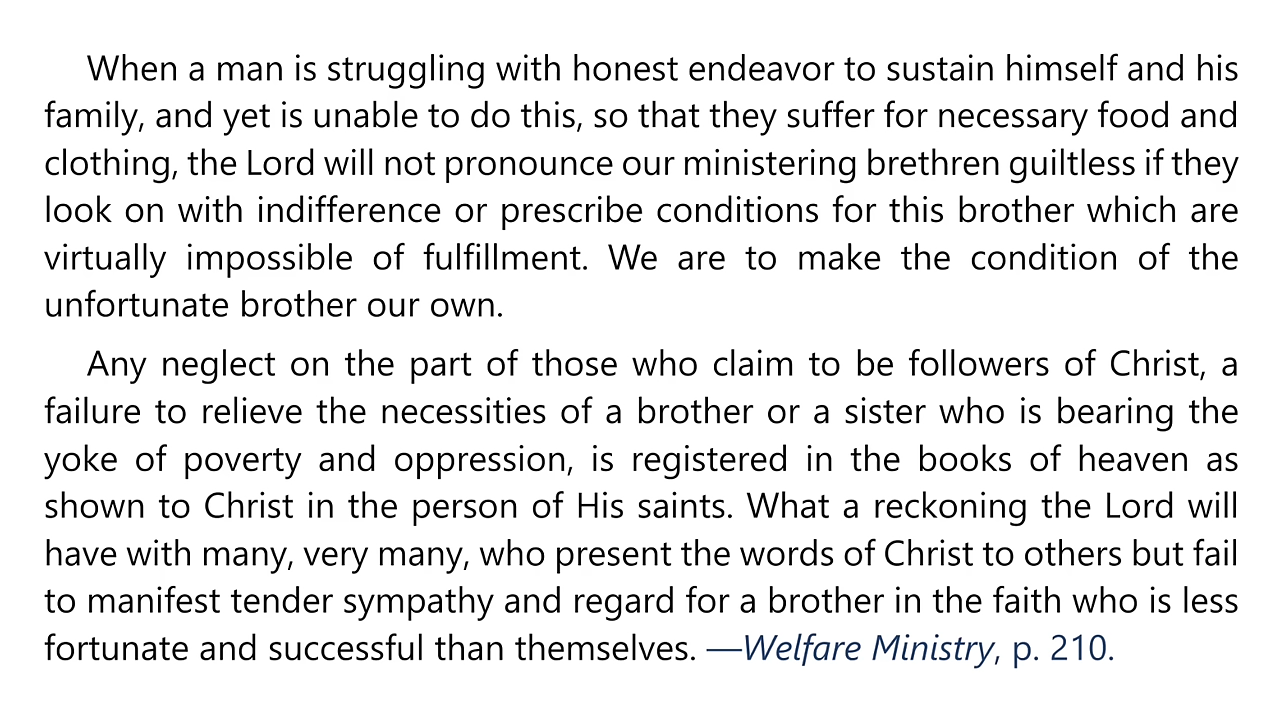 When a man is struggling with honest endeavor to sustain himself and his
family, and yet is unable to do this, so that they suffer for necessary food and
clothing, the Lord will not pronounce our ministering brethren guiltless if they
look on with indifference or prescribe conditions for this brother which are
virtually impossible of fulfillment. We are to make the condition of the
unfortunate brother our own.
Any neglect on the part of those who claim to be followers of Christ, a
failure to relieve the necessities of a brother or a sister who is bearing the
yoke of poverty and oppression, is registered in the books of heaven as
shown to Christ in the person of His saints. What a reckoning the Lord will
have with many, very many, who present the words of Christ to others but fail
to manifest tender sympathy and regard for a brother in the faith who is less
fortunate and successful than themselves. —Welfare Ministry, p. 210.